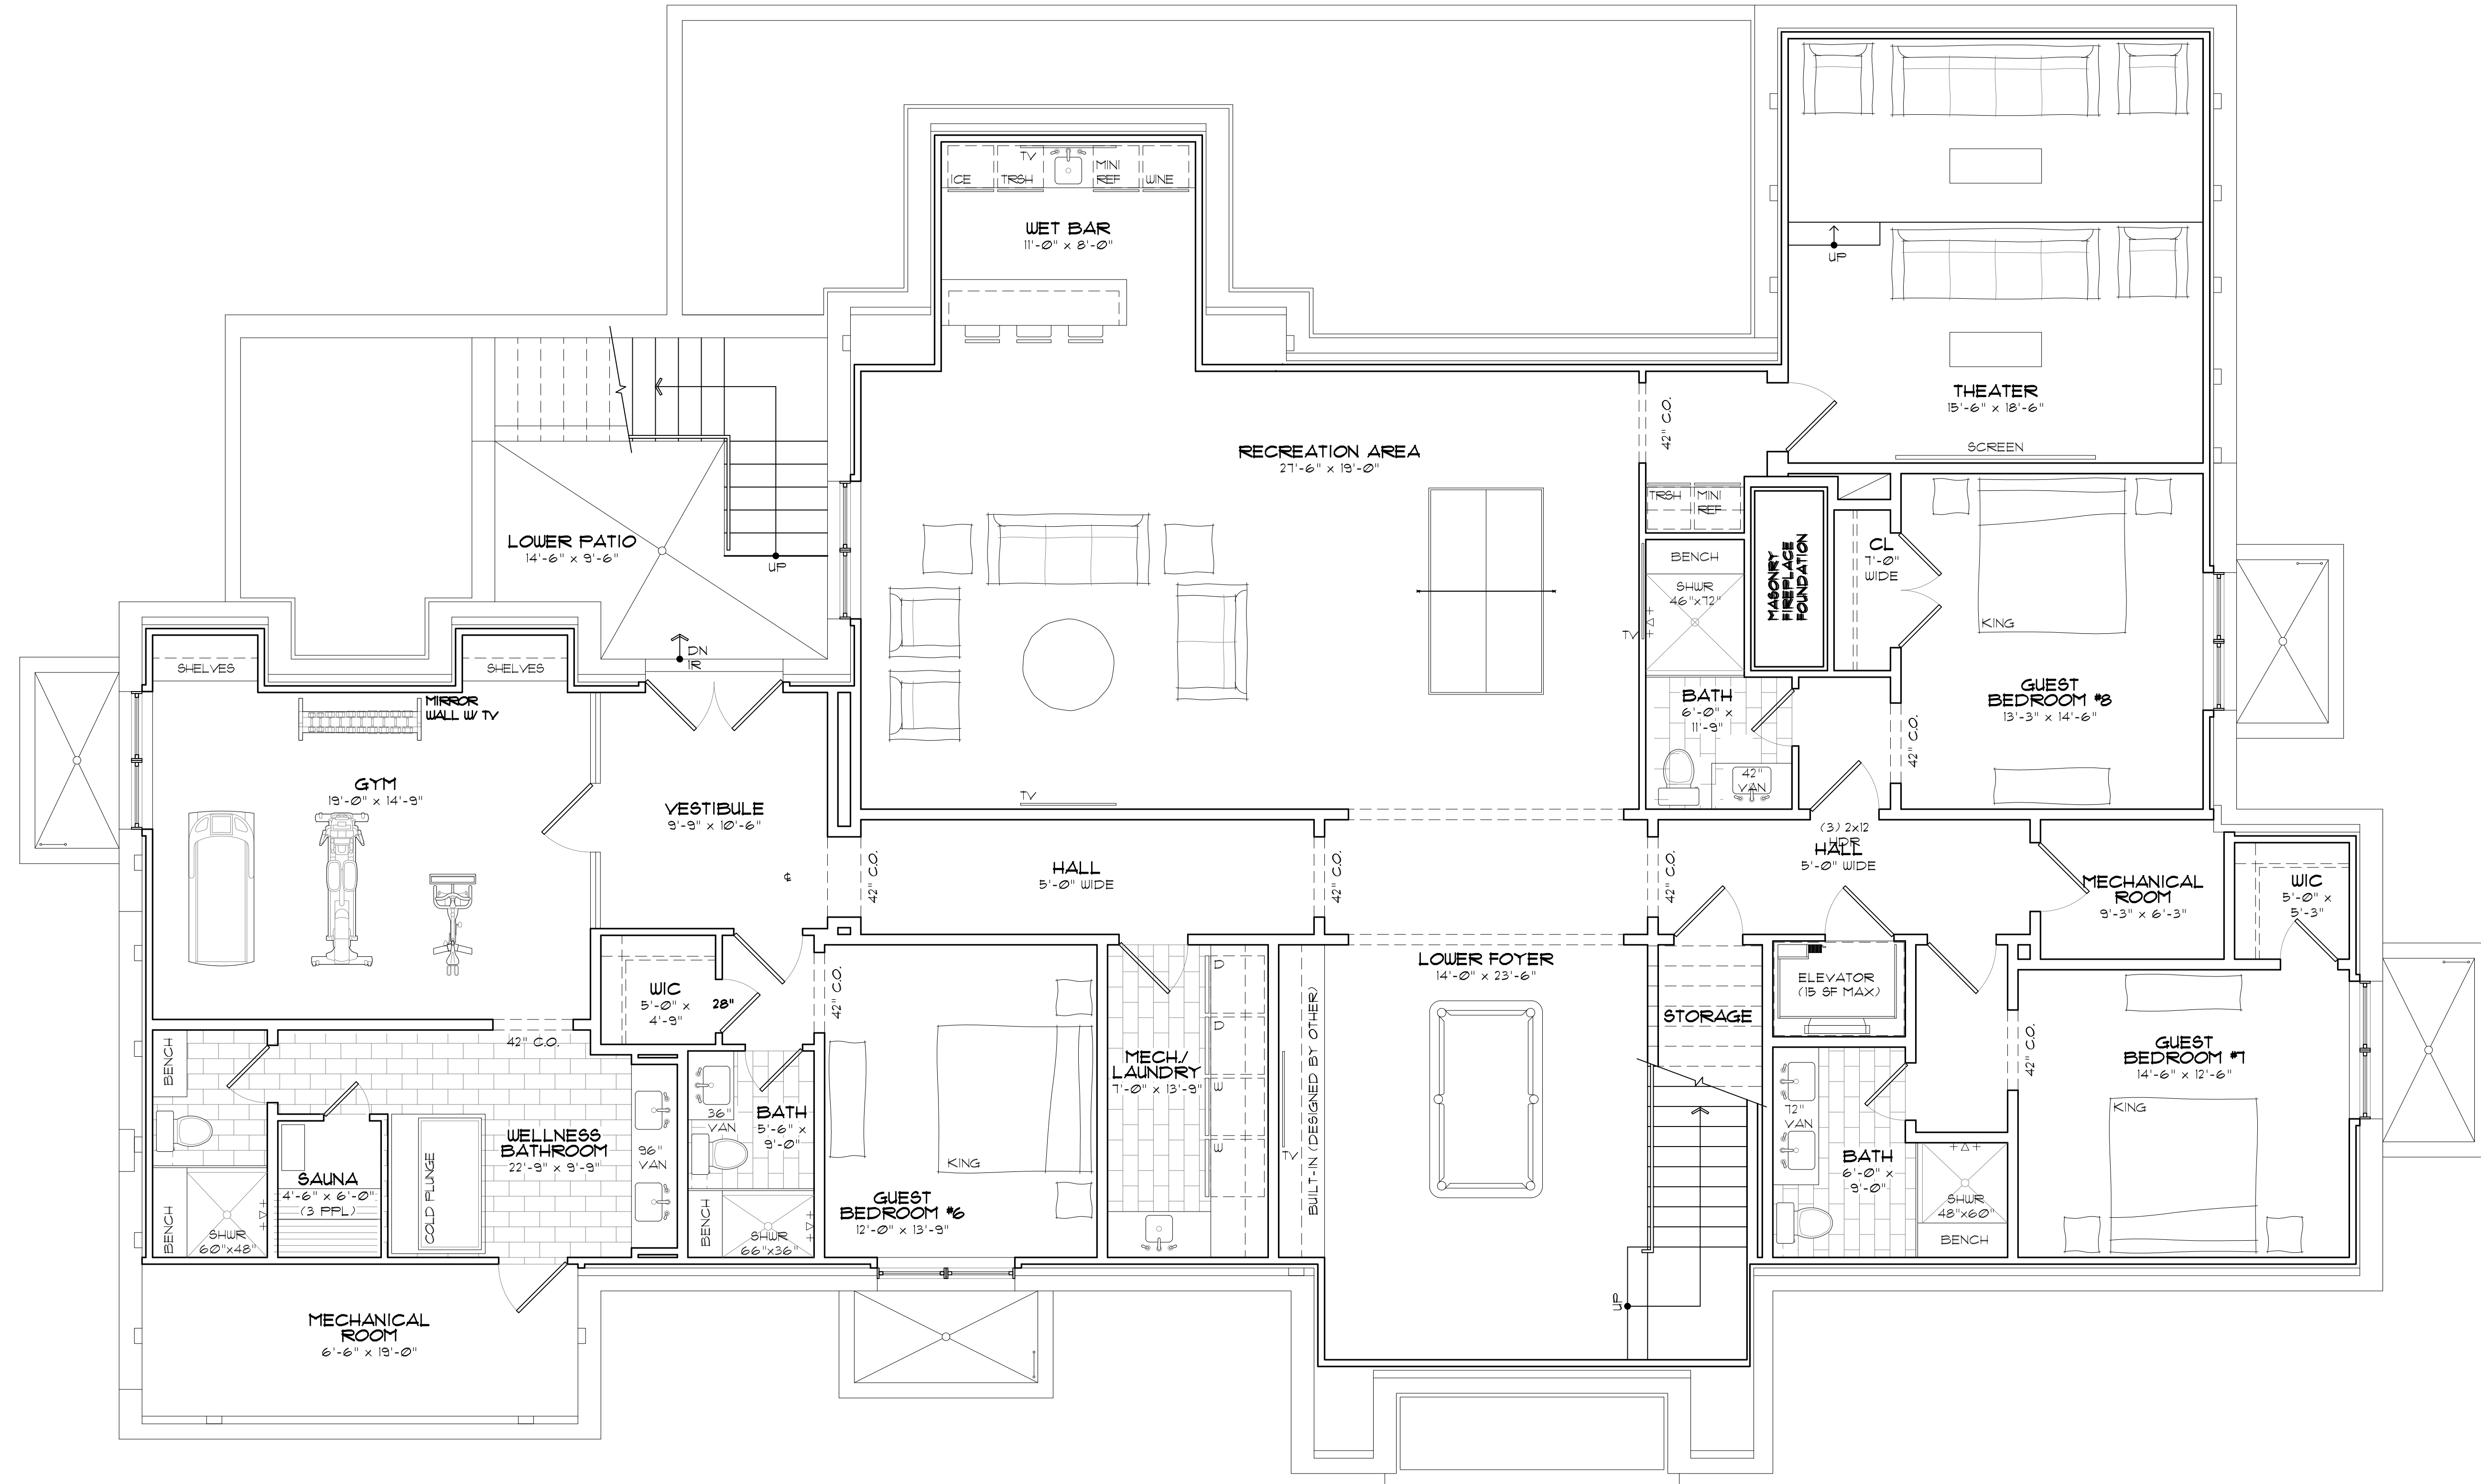 TV
ICE
TRSH
MINI
REF
WINE
WET BAR
11'-0" x 8'-0"
UP
THEATER
15'-6" x 18'-6"
SCREEN
42" C.O.
RECREATION AREA
27'-6" x 19'-0"
TRSH
MINI
REF
LOWER PATIO
14'-6" x 9'-6"
UP
BENCH
SHWR
46"x72"
TV
MASONRY
FIREPLACE
FOUNDATION
CL
7'-0"
WIDE
KING
DN
1R
SHELVES
SHELVES
MIRROR
WALL W/ TV
BATH
6'-0" x
11'-9"
42"
VAN
GUEST
BEDROOM #8
13'-3" x 14'-6"
42" C.O.
GYM
19'-0" x 14'-9"
VESTIBULE
9'-9" x 10'-6"
TV
(3) 2x12
HDR
HALL
5'-0" WIDE
HALL
5'-0" WIDE
℄
42" C.O.
42" C.O.
42" C.O.
MECHANICAL
ROOM
9'-3" x 6'-3"
WIC
5'-0" x
5'-3"
WIC
5'-0" x
4'-9"
28"
42" C.O.
D
D
W
W
LOWER FOYER
14'-0" x 23'-6"
ELEVATOR
(15 SF MAX)
STORAGE
BENCH
42" C.O.
MECH./
LAUNDRY
7'-0" x 13'-9"
BUILT-IN (DESIGNED BY OTHER)
TV
42" C.O.
GUEST
BEDROOM #7
14'-6" x 12'-6"
KING
36"
VAN
BATH
5'-6" x
9'-0"
72"
VAN
WELLNESS
BATHROOM
22'-9" x 9'-9"
96"
VAN
COLD PLUNGE
SAUNA
4'-6" x 6'-0"
(3 PPL)
KING
BATH
6'-0" x
9'-0"
GUEST
BEDROOM #6
12'-0" x 13'-9"
BENCH
SHWR
60"x48"
BENCH
SHWR
66"x36"
SHWR
48"x60"
BENCH
UP
MECHANICAL
ROOM
6'-6" x 19'-0"